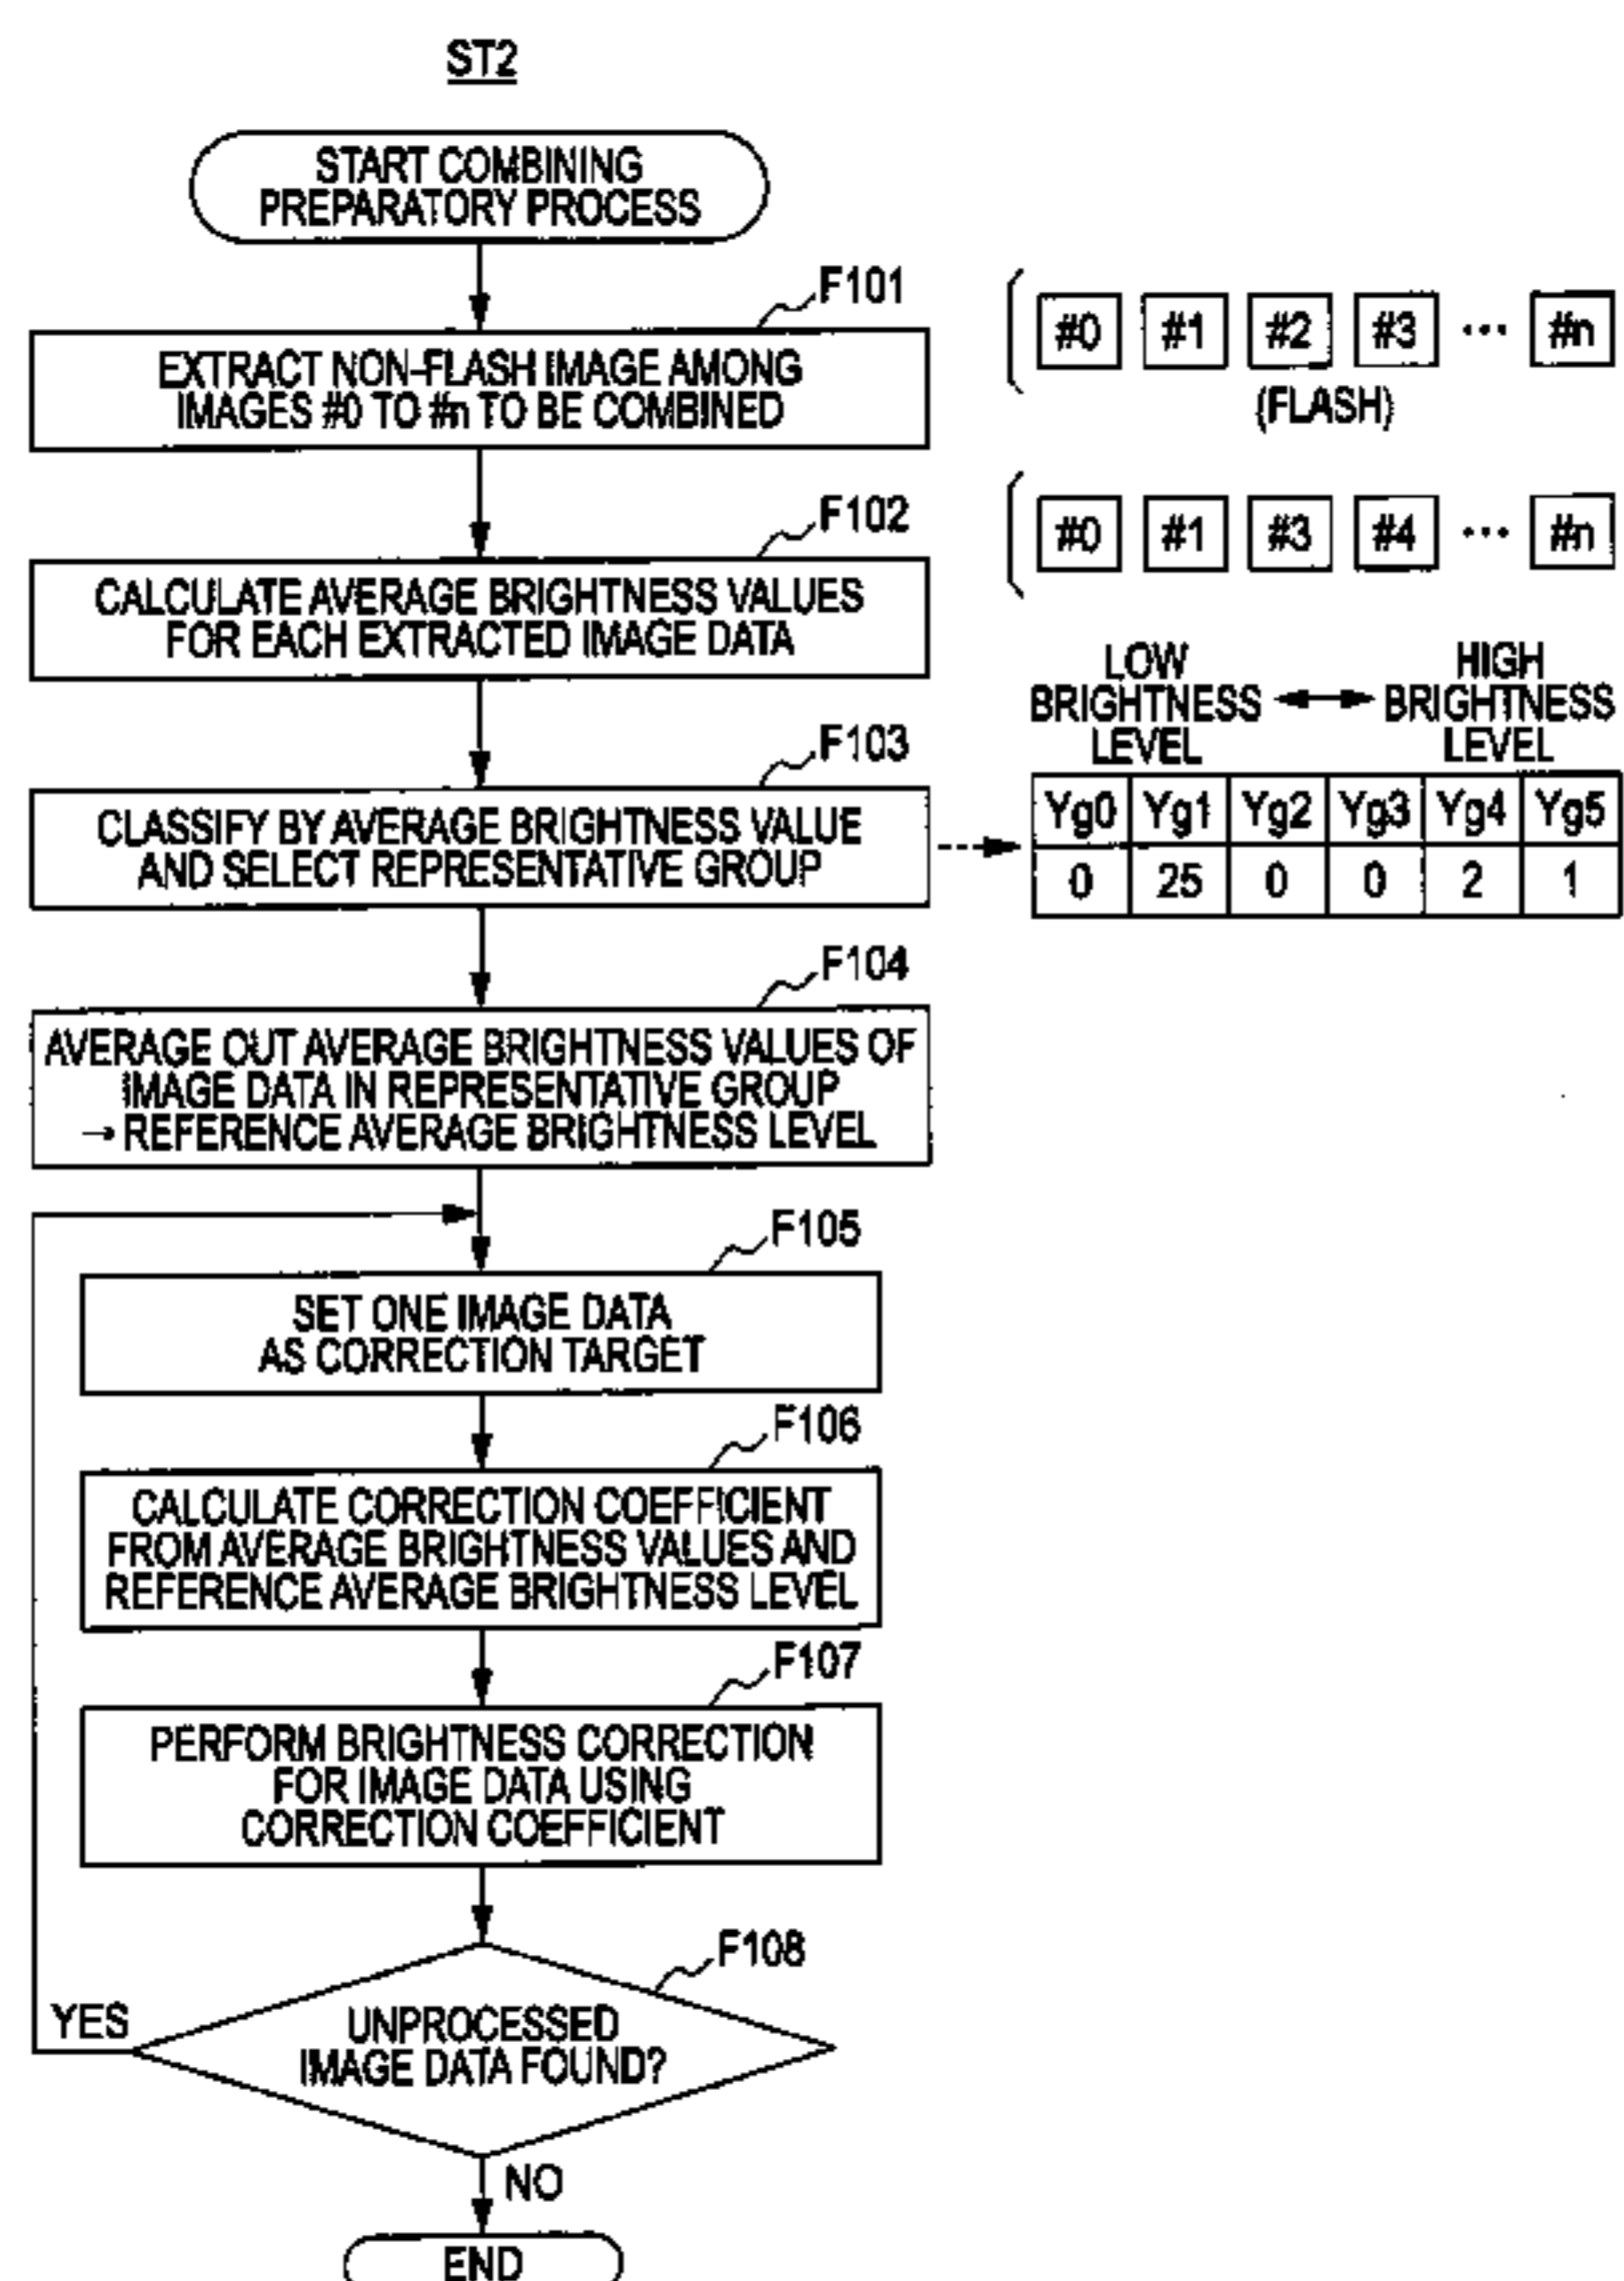 ST2
START COMBINING
PREPARATORY PROCESS
F101
EXTRACT NON-FLASH IMAGE AMONG
IMAGES #0 TO #n TO BE COMBINED
#0 #1 #2 #3 ... #n
(FLASH)
F102
CALCULATE AVERAGE BRIGHTNESS VALUES
FOR EACH EXTRACTED IMAGE DATA
#0 #1 #3 #4 ... #n
F103
CLASSIFY BY AVERAGE BRIGHTNESS VALUE
AND SELECT REPRESENTATIVE GROUP
LOW
BRIGHTNESS
LEVEL
HIGH
BRIGHTNESS
LEVEL
Yg0 Yg1 Yg2 Yg3 Yg4 Yg5
0 25 0 0 2 1
F104
AVERAGE OUT AVERAGE BRIGHTNESS VALUES OF
IMAGE DATA IN REPRESENTATIVE GROUP
→ REFERENCE AVERAGE BRIGHTNESS LEVEL
F105
SET ONE IMAGE DATA
AS CORRECTION TARGET
F106
CALCULATE CORRECTION COEFFICIENT
FROM AVERAGE BRIGHTNESS VALUES AND
REFERENCE AVERAGE BRIGHTNESS LEVEL
F107
PERFORM BRIGHTNESS CORRECTION
FOR IMAGE DATA USING
CORRECTION COEFFICIENT
F108
YES
UNPROCESSED
IMAGE DATA FOUND?
NO
END